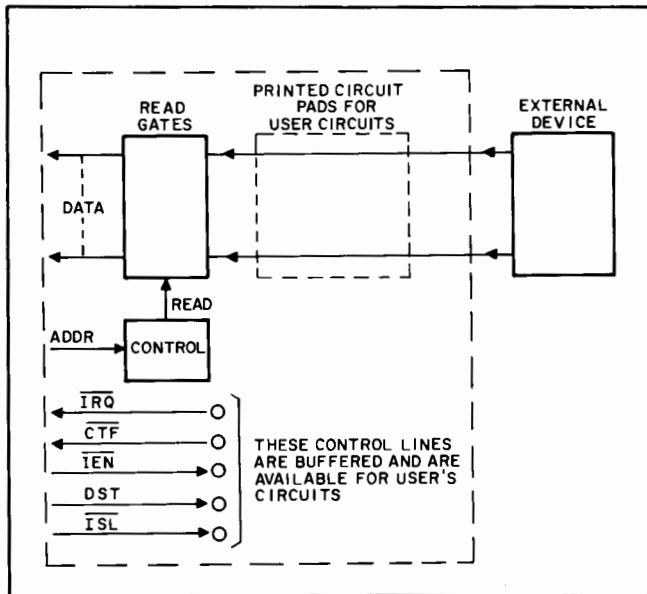 PRINTED CIRCUIT
PADS FOR
USER CIRCUITS
READ
GATES
EXTERNAL
DEVICE
DATA
READ
ADDR
CONTROL
IRQ
CTF
IEN
DST
ISL
THESE CONTROL LINES
ARE BUFFERED AND ARE
AVAILABLE FOR USER'S
CIRCUITS